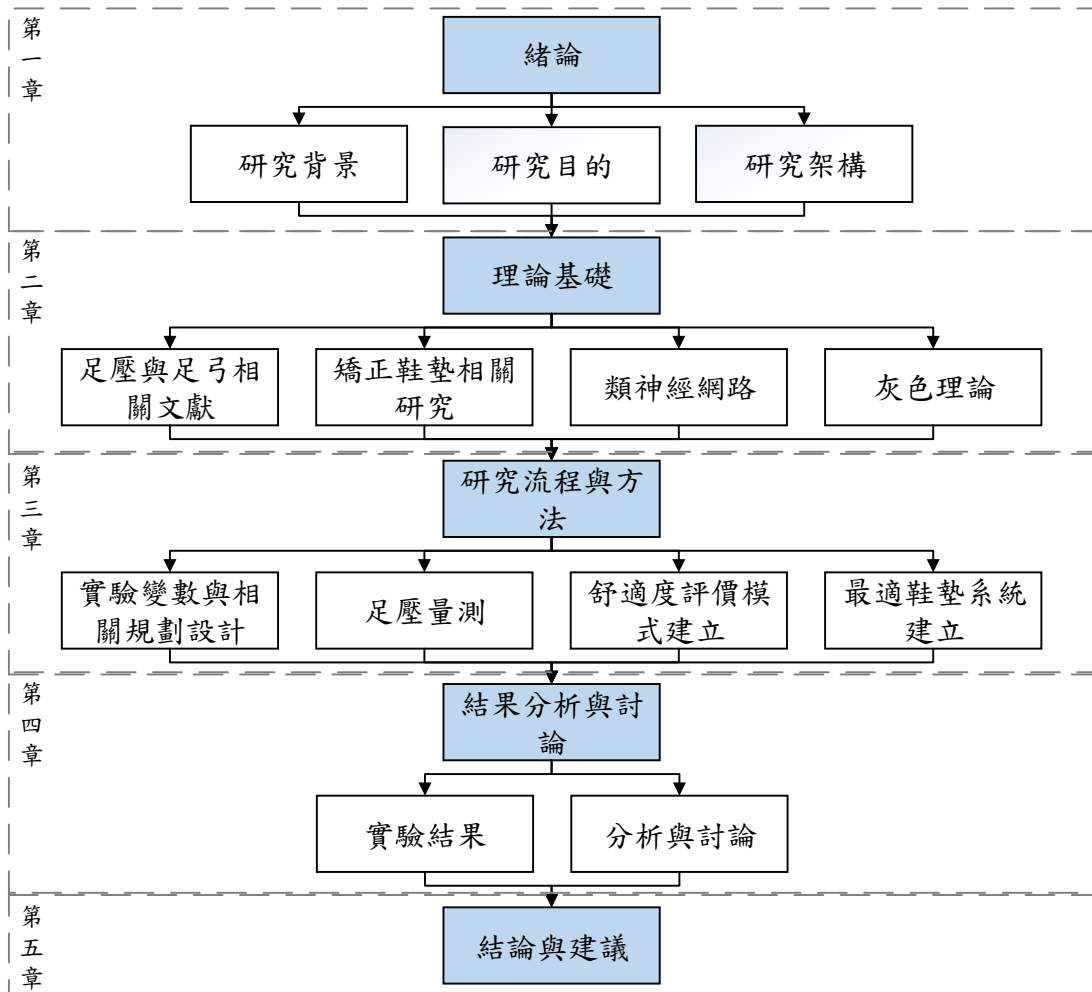 第
一
章
緒論
研究背景
研究目的
研究架構
第
二
章
理論基礎
足壓與足弓相
關文獻
矯正鞋墊相關
研究
類神經網路
灰色理論
第
三
章
研究流程與方
法
實驗變數與相
關規劃設計
足壓量測
舒適度評價模
式建立
最適鞋墊系統
建立
第
四
章
結果分析與討
論
實驗結果
分析與討論
第
五
章
結論與建議